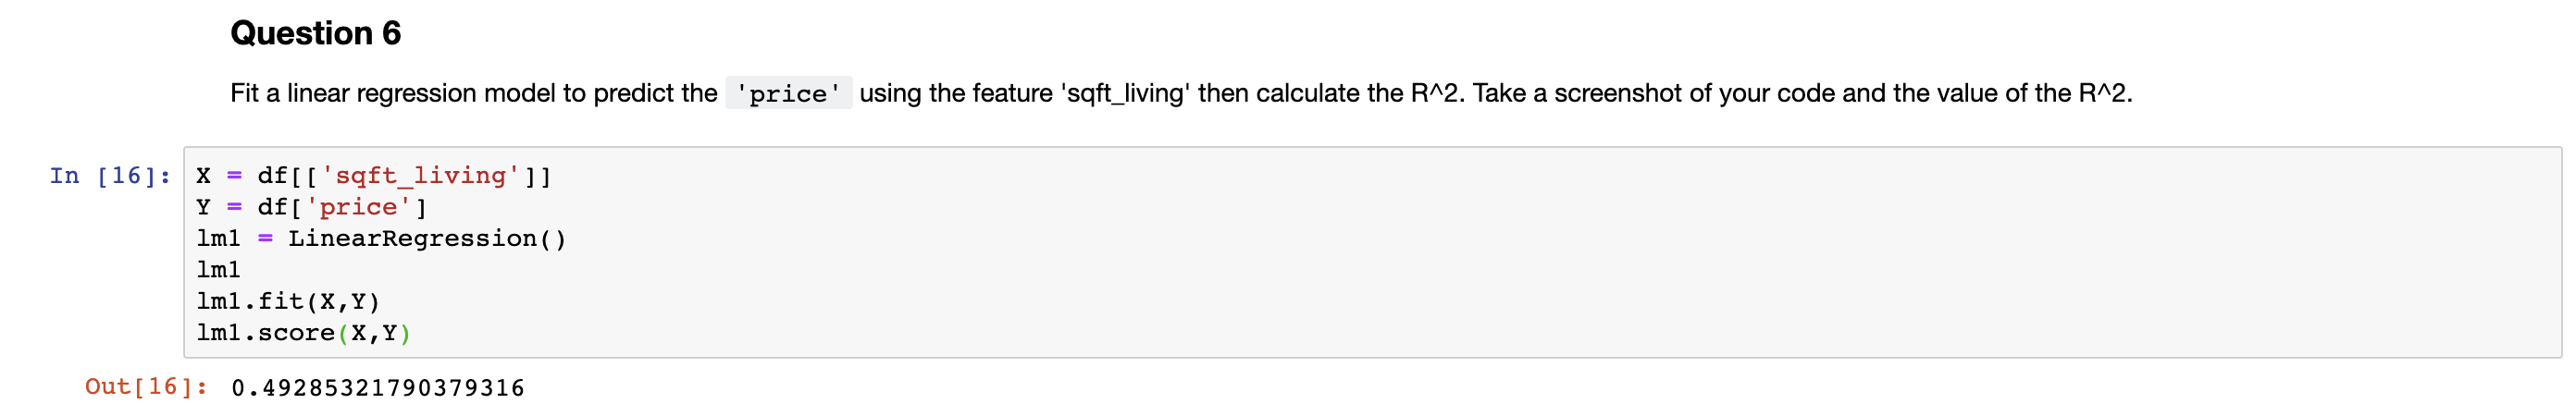 Question 6
Fit a linear regression model to predict the 'price' using the feature 'sqft_living' then calculate the R^2. Take a screenshot of your code and the value of the R^2.
In [16]: X = df[['sqft_living']]
Y = df['price']
lm1 = LinearRegression()
lm1
lm1.fit(X,Y)
lm1.score(X,Y)
Out[16]: 0.49285321790379316